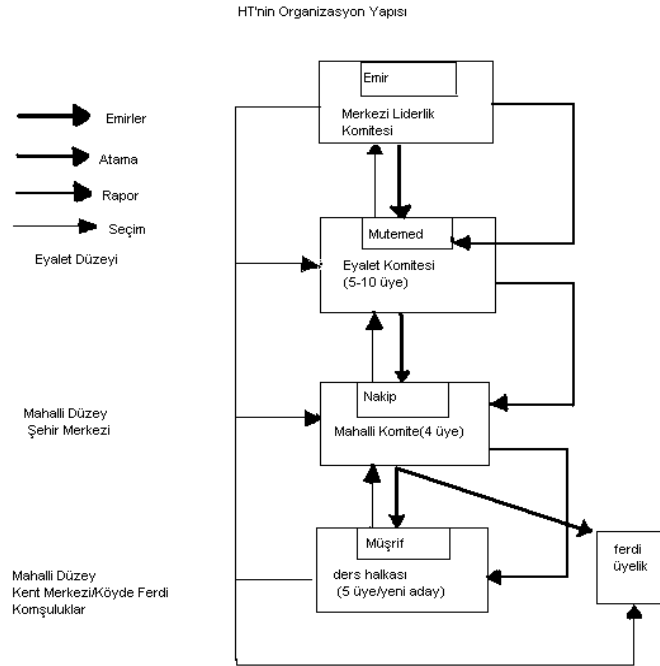 HT'nin Organizasyon Yapısı
Emirler
Atama
Rapor
Seçim
Emir
Merkezi Liderlik
Komitesi
Eyalet Düzeyi
Mutemed
Eyalet Komitesi
(5-10 üye)
Mahalli Düzey
Şehir Merkezi
Nakip
Mahalli Komite(4 üye)
Mahalli Düzey
Kent Merkezi/Köyde Ferdi
Komşuluklar
Müşrif
ders halkası
(5 üye/yeni aday)
ferdi
üyelik